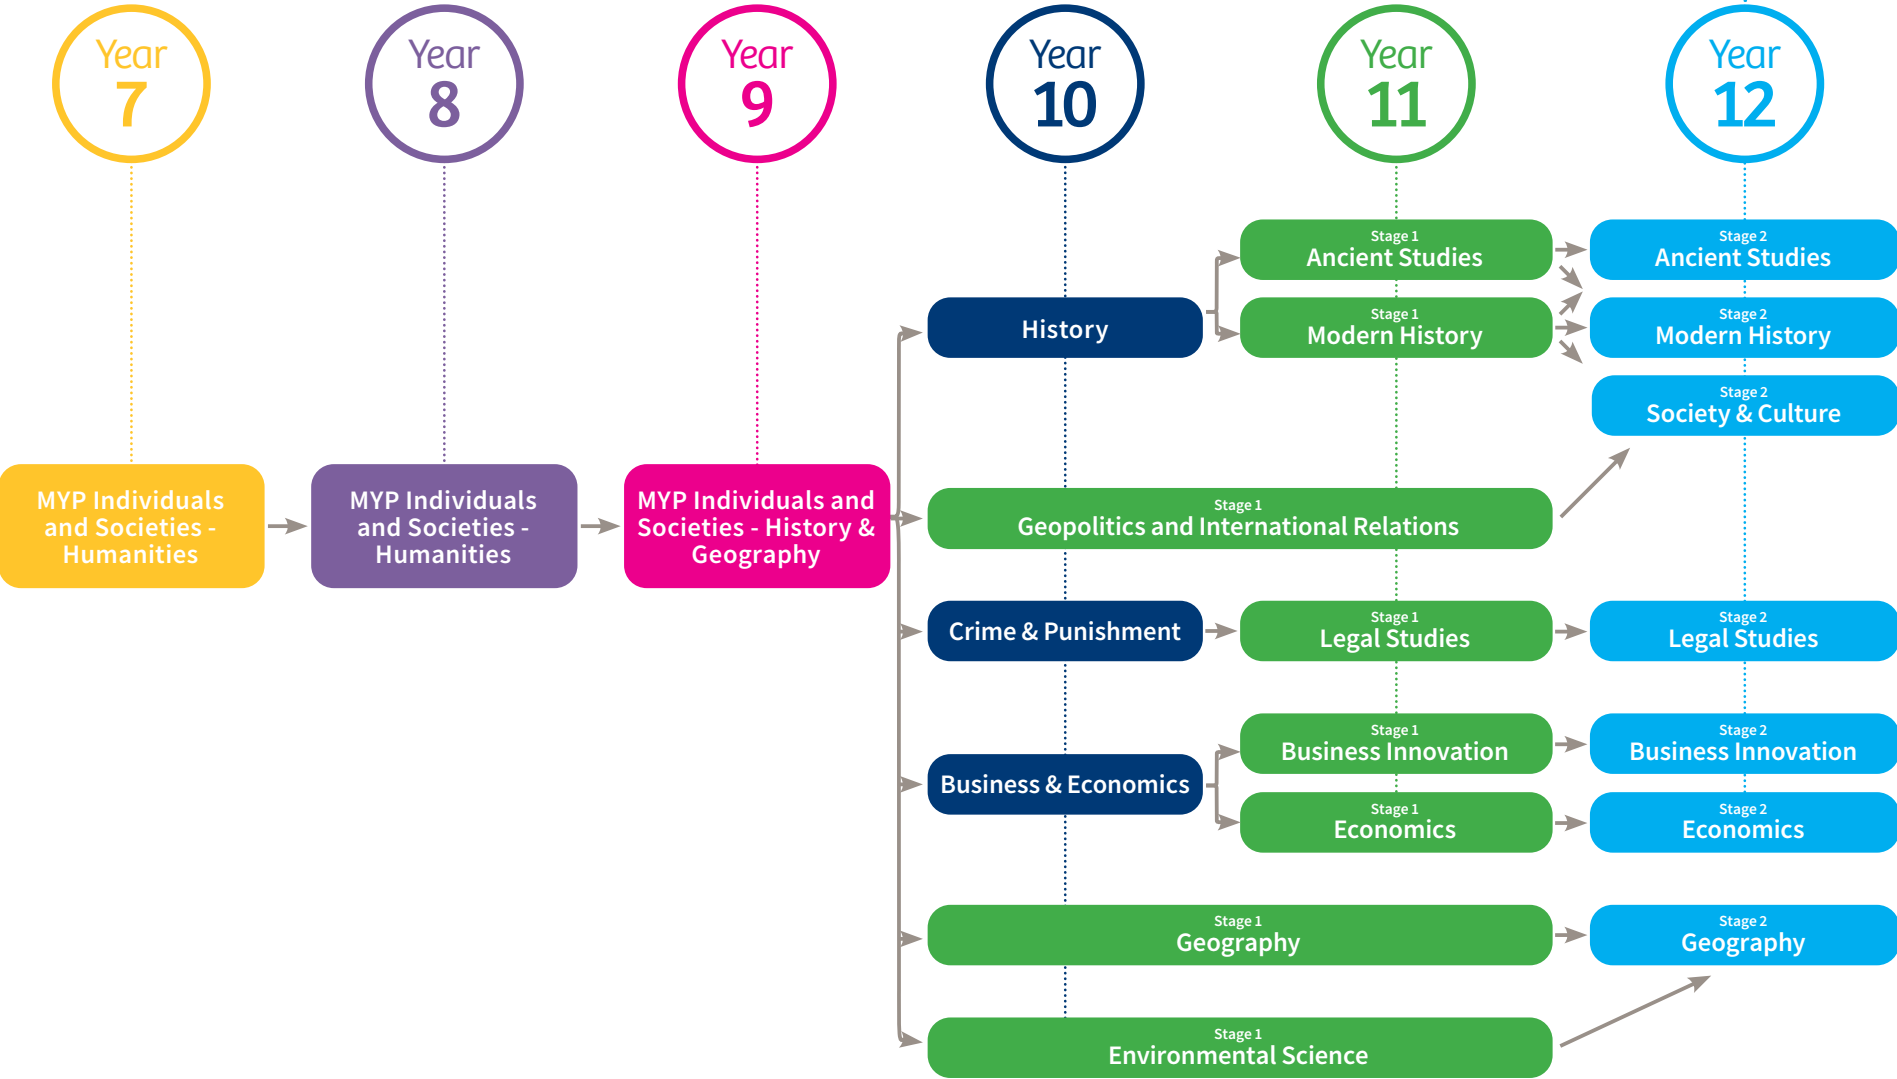 Year
7
Year
8
Year
9
Year
10
Year
11
Year
12
MYP Individuals
and Societies -
Humanities
MYP Individuals
and Societies -
Humanities
MYP Individuals and
Societies - History &
Geography
History
Stage 1
Ancient Studies
Stage 2
Ancient Studies
Stage 1
Modern History
Stage 2
Modern History
Stage 2
Society & Culture
Stage 1
Geopolitics and International Relations
Crime & Punishment
Stage 1
Legal Studies
Stage 2
Legal Studies
Business & Economics
Stage 1
Business Innovation
Stage 2
Business Innovation
Stage 1
Economics
Stage 2
Economics
Stage 1
Geography
Stage 2
Geography
Stage 1
Environmental Science